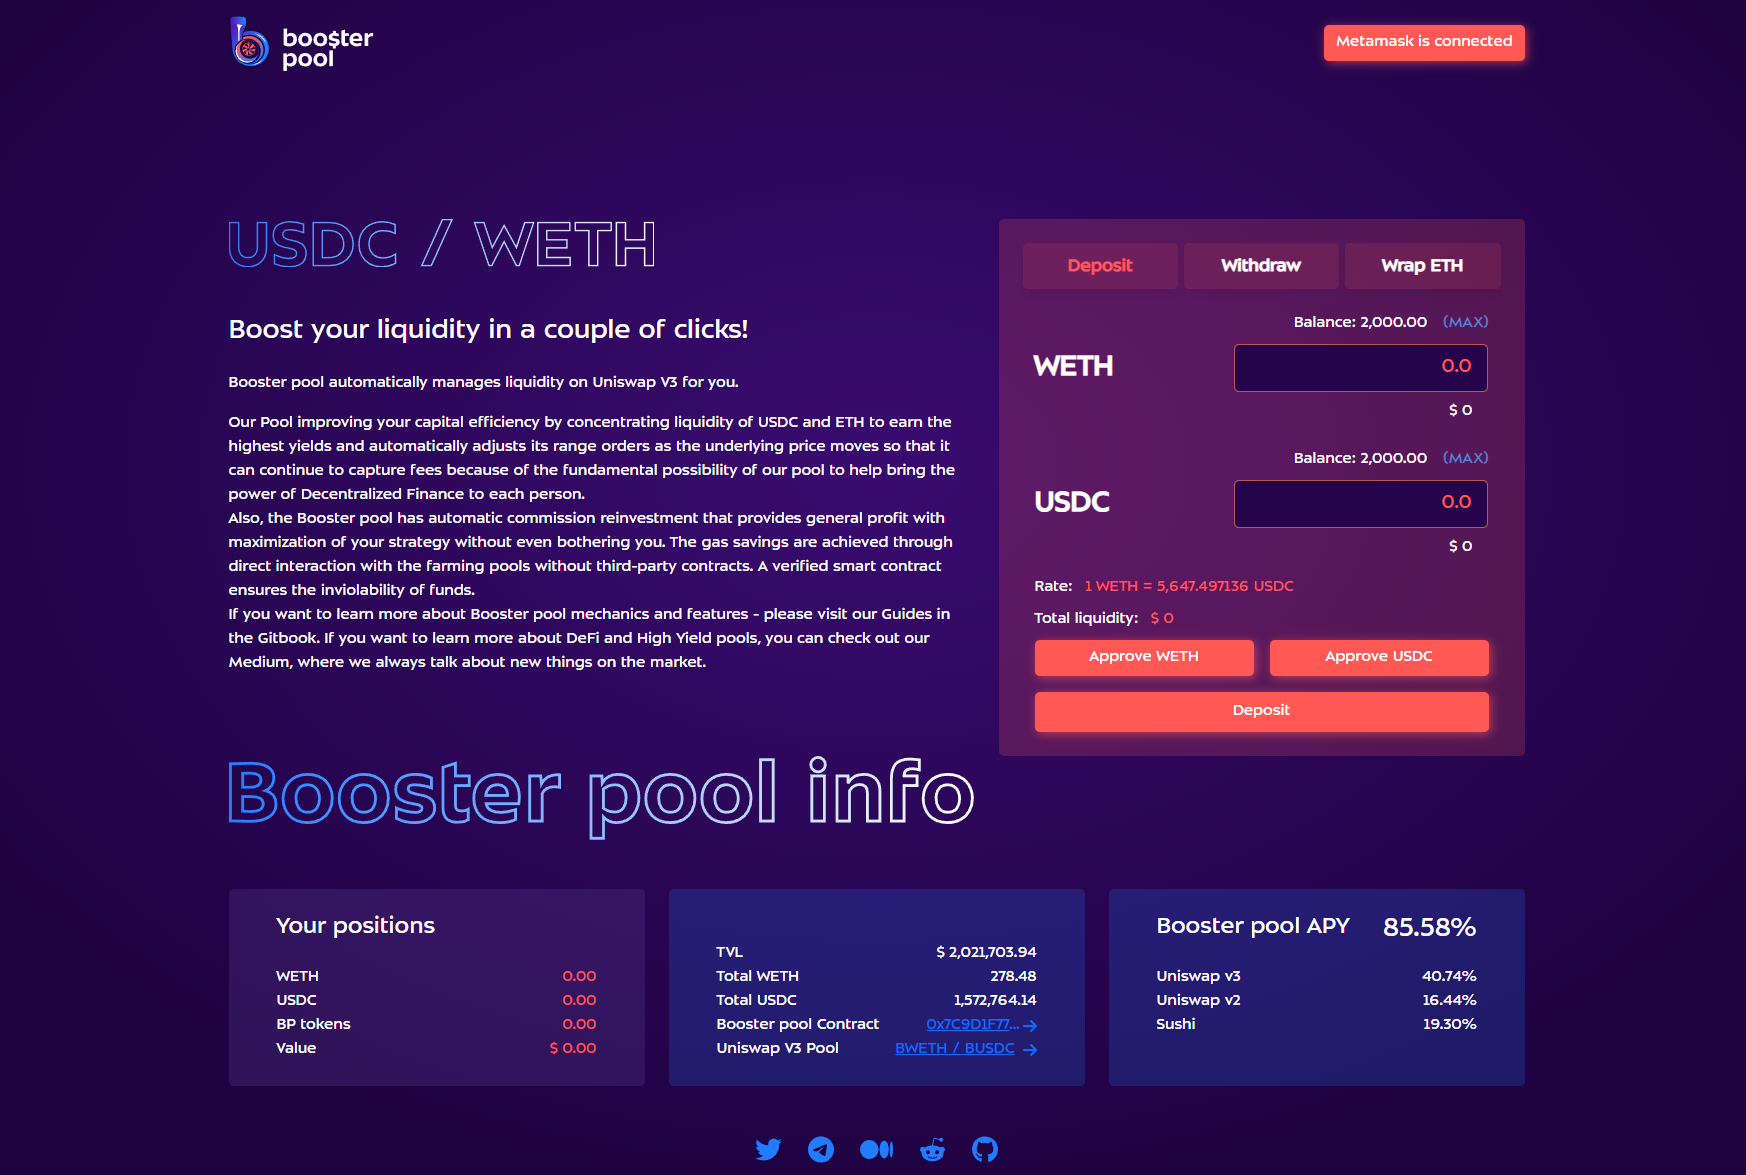 boo$ter
pool
Metamask is connected
USDC / WETH
Boost your liquidity in a couple of clicks!
Booster pool automatically manages liquidity on Uniswap V3 for you.
Our Pool improving your capital efficiency by concentrating liquidity of USDC and ETH to earn the
highest yields and automatically adjusts its range orders as the underlying price moves so that it
can continue to capture fees because of the fundamental possibility of our pool to help bring the
power of Decentralized Finance to each person.
Also, the Booster pool has automatic commission reinvestment that provides general profit with
maximization of your strategy without even bothering you. The gas savings are achieved through
direct interaction with the farming pools without third-party contracts. A verified smart contract
ensures the inviolability of funds.
If you want to learn more about Booster pool mechanics and features - please visit our Guides in
the Gitbook. If you want to learn more about DeFi and High Yield pools, you can check out our
Medium, where we always talk about new things on the market.
Deposit Withdraw Wrap ETH
Balance: 2,000.00 (MAX)
WETH 0.0
$ 0
Balance: 2,000.00 (MAX)
USDC 0.0
$ 0
Rate: 1 WETH = 5,647.497136 USDC
Total liquidity: $ 0
Approve WETH Approve USDC
Deposit
Booster pool info
Your positions
WETH 0.00
USDC 0.00
BP tokens 0.00
Value $ 0.00
TVL $ 2,021,703.94
Total WETH 278.48
Total USDC 1,572,764.14
Booster pool Contract 0x7C9D1F77... →
Uniswap V3 Pool BWETH / BUSDC →
Booster pool APY 85.58%
Uniswap v3 40.74%
Uniswap v2 16.44%
Sushi 19.30%